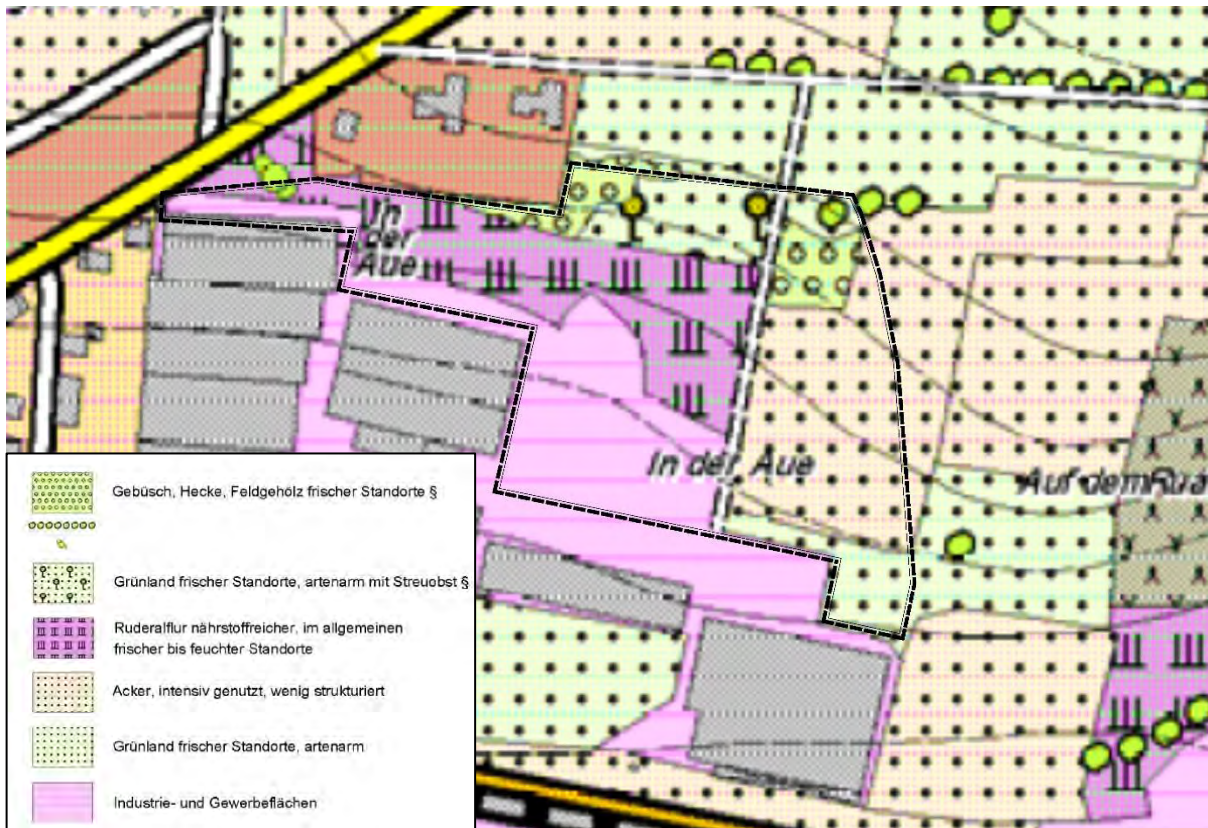 In
der
Aue
In der Aue
Auf dem Rua
Gebüsch, Hecke, Feldgehölz frischer Standorte §
Grünland frischer Standorte, artenarm mit Streuobst §
Ruderalflur nährstoffreicher, im allgemeinen
frischer bis feuchter Standorte
Acker, intensiv genutzt, wenig strukturiert
Grünland frischer Standorte, artenarm
Industrie- und Gewerbeflächen